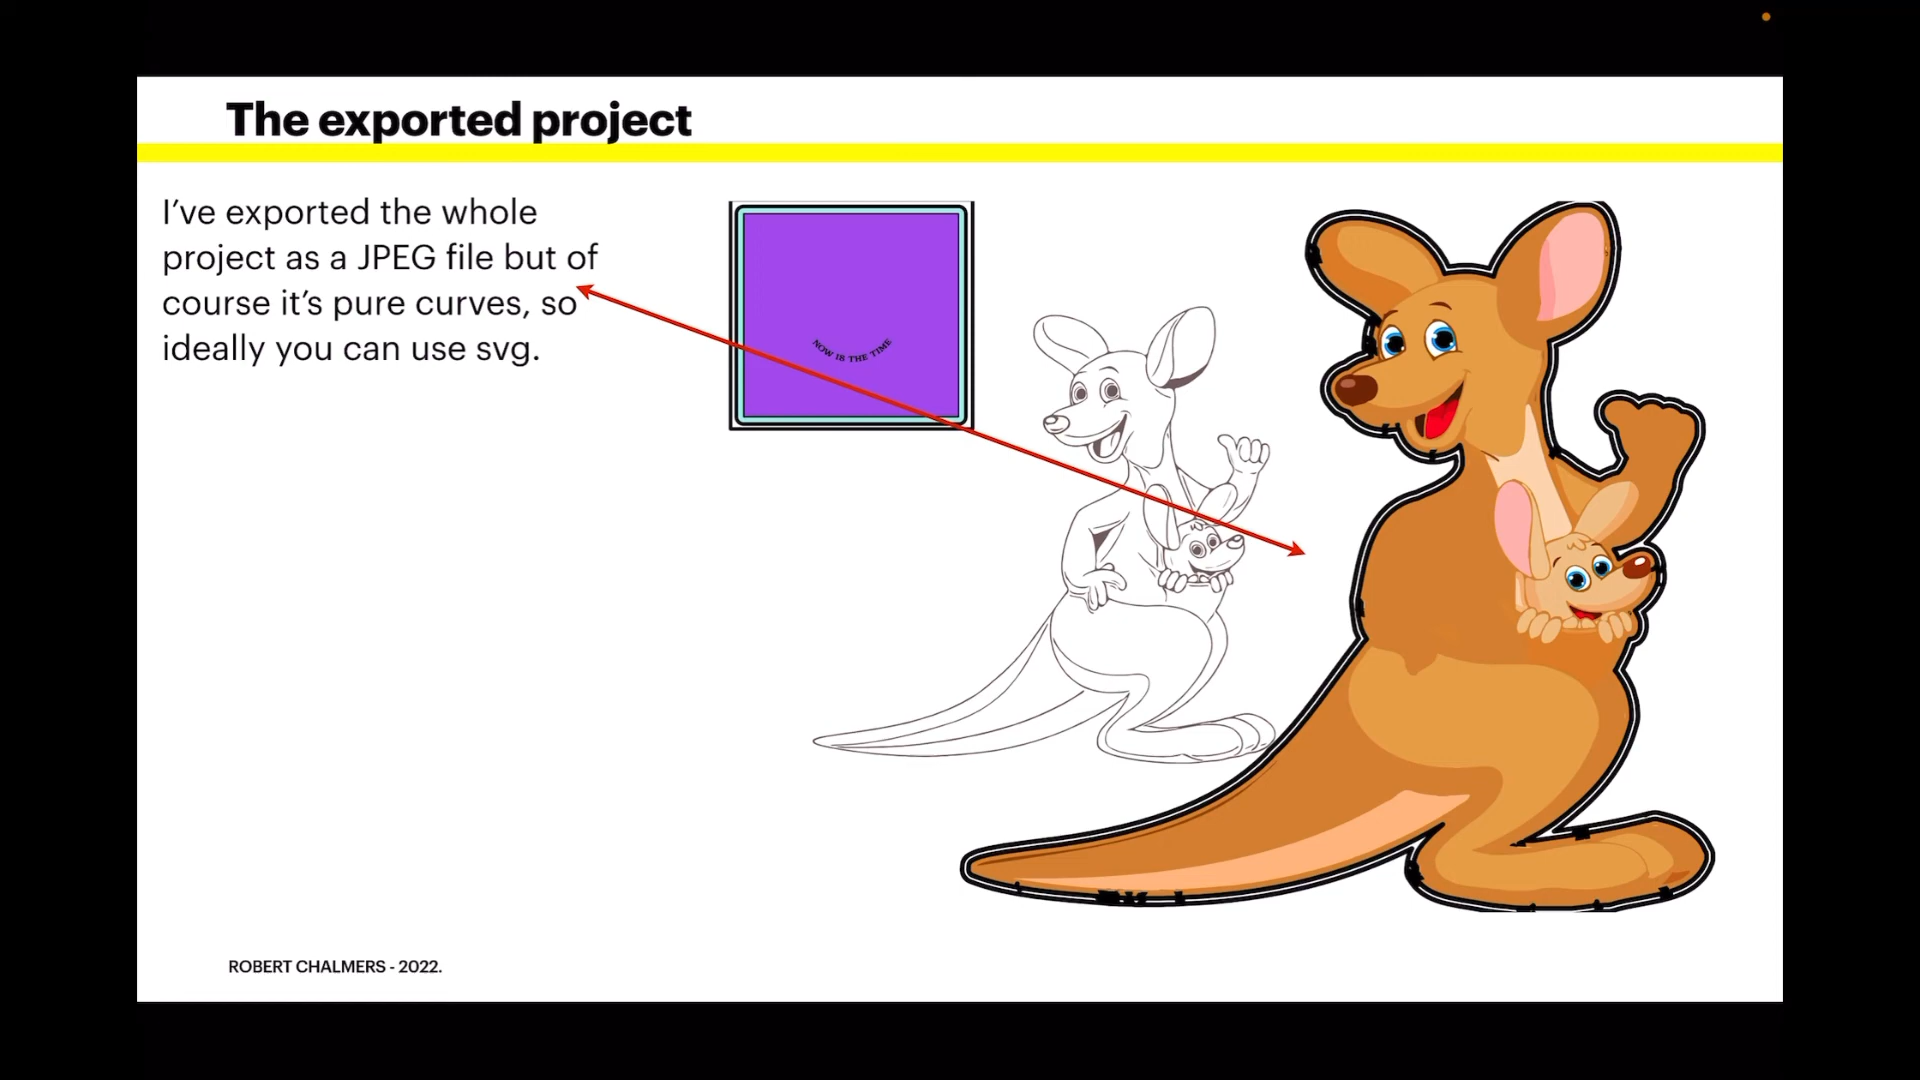 The exported project
I’ve exported the whole
project as a JPEG file but of
course it’s pure curves, so
ideally you can use svg.
NOW IS THE TIME
ROBERT CHALMERS - 2022.